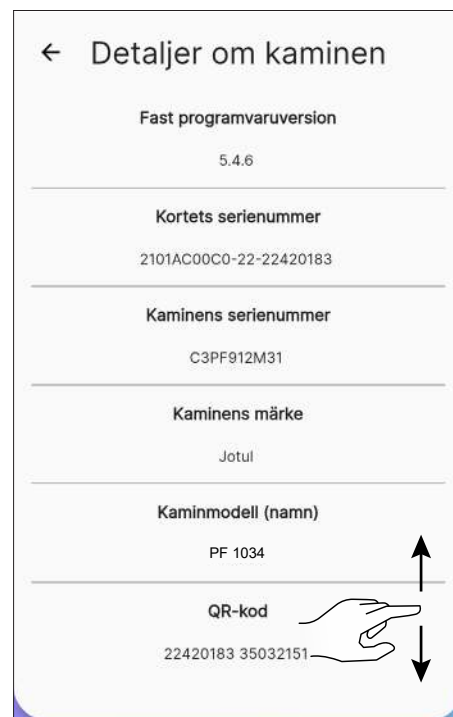 ← Detaljer om kaminen
Fast programvaruversion
5.4.6
Kortets serienummer
2101AC00C0-22-22420183
Kaminens serienummer
C3PF912M31
Kaminens märke
Jotul
Kaminmodell (namn)
PF 1034
QR-kod
22420183 35032151